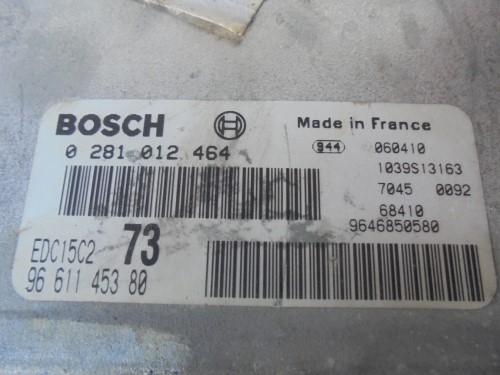 BOSCH
Made in France
0 281 012 464
944 060410
1039S13163
7045 0092
68410
9646850580
EDC15C2 73
96 611 453 80